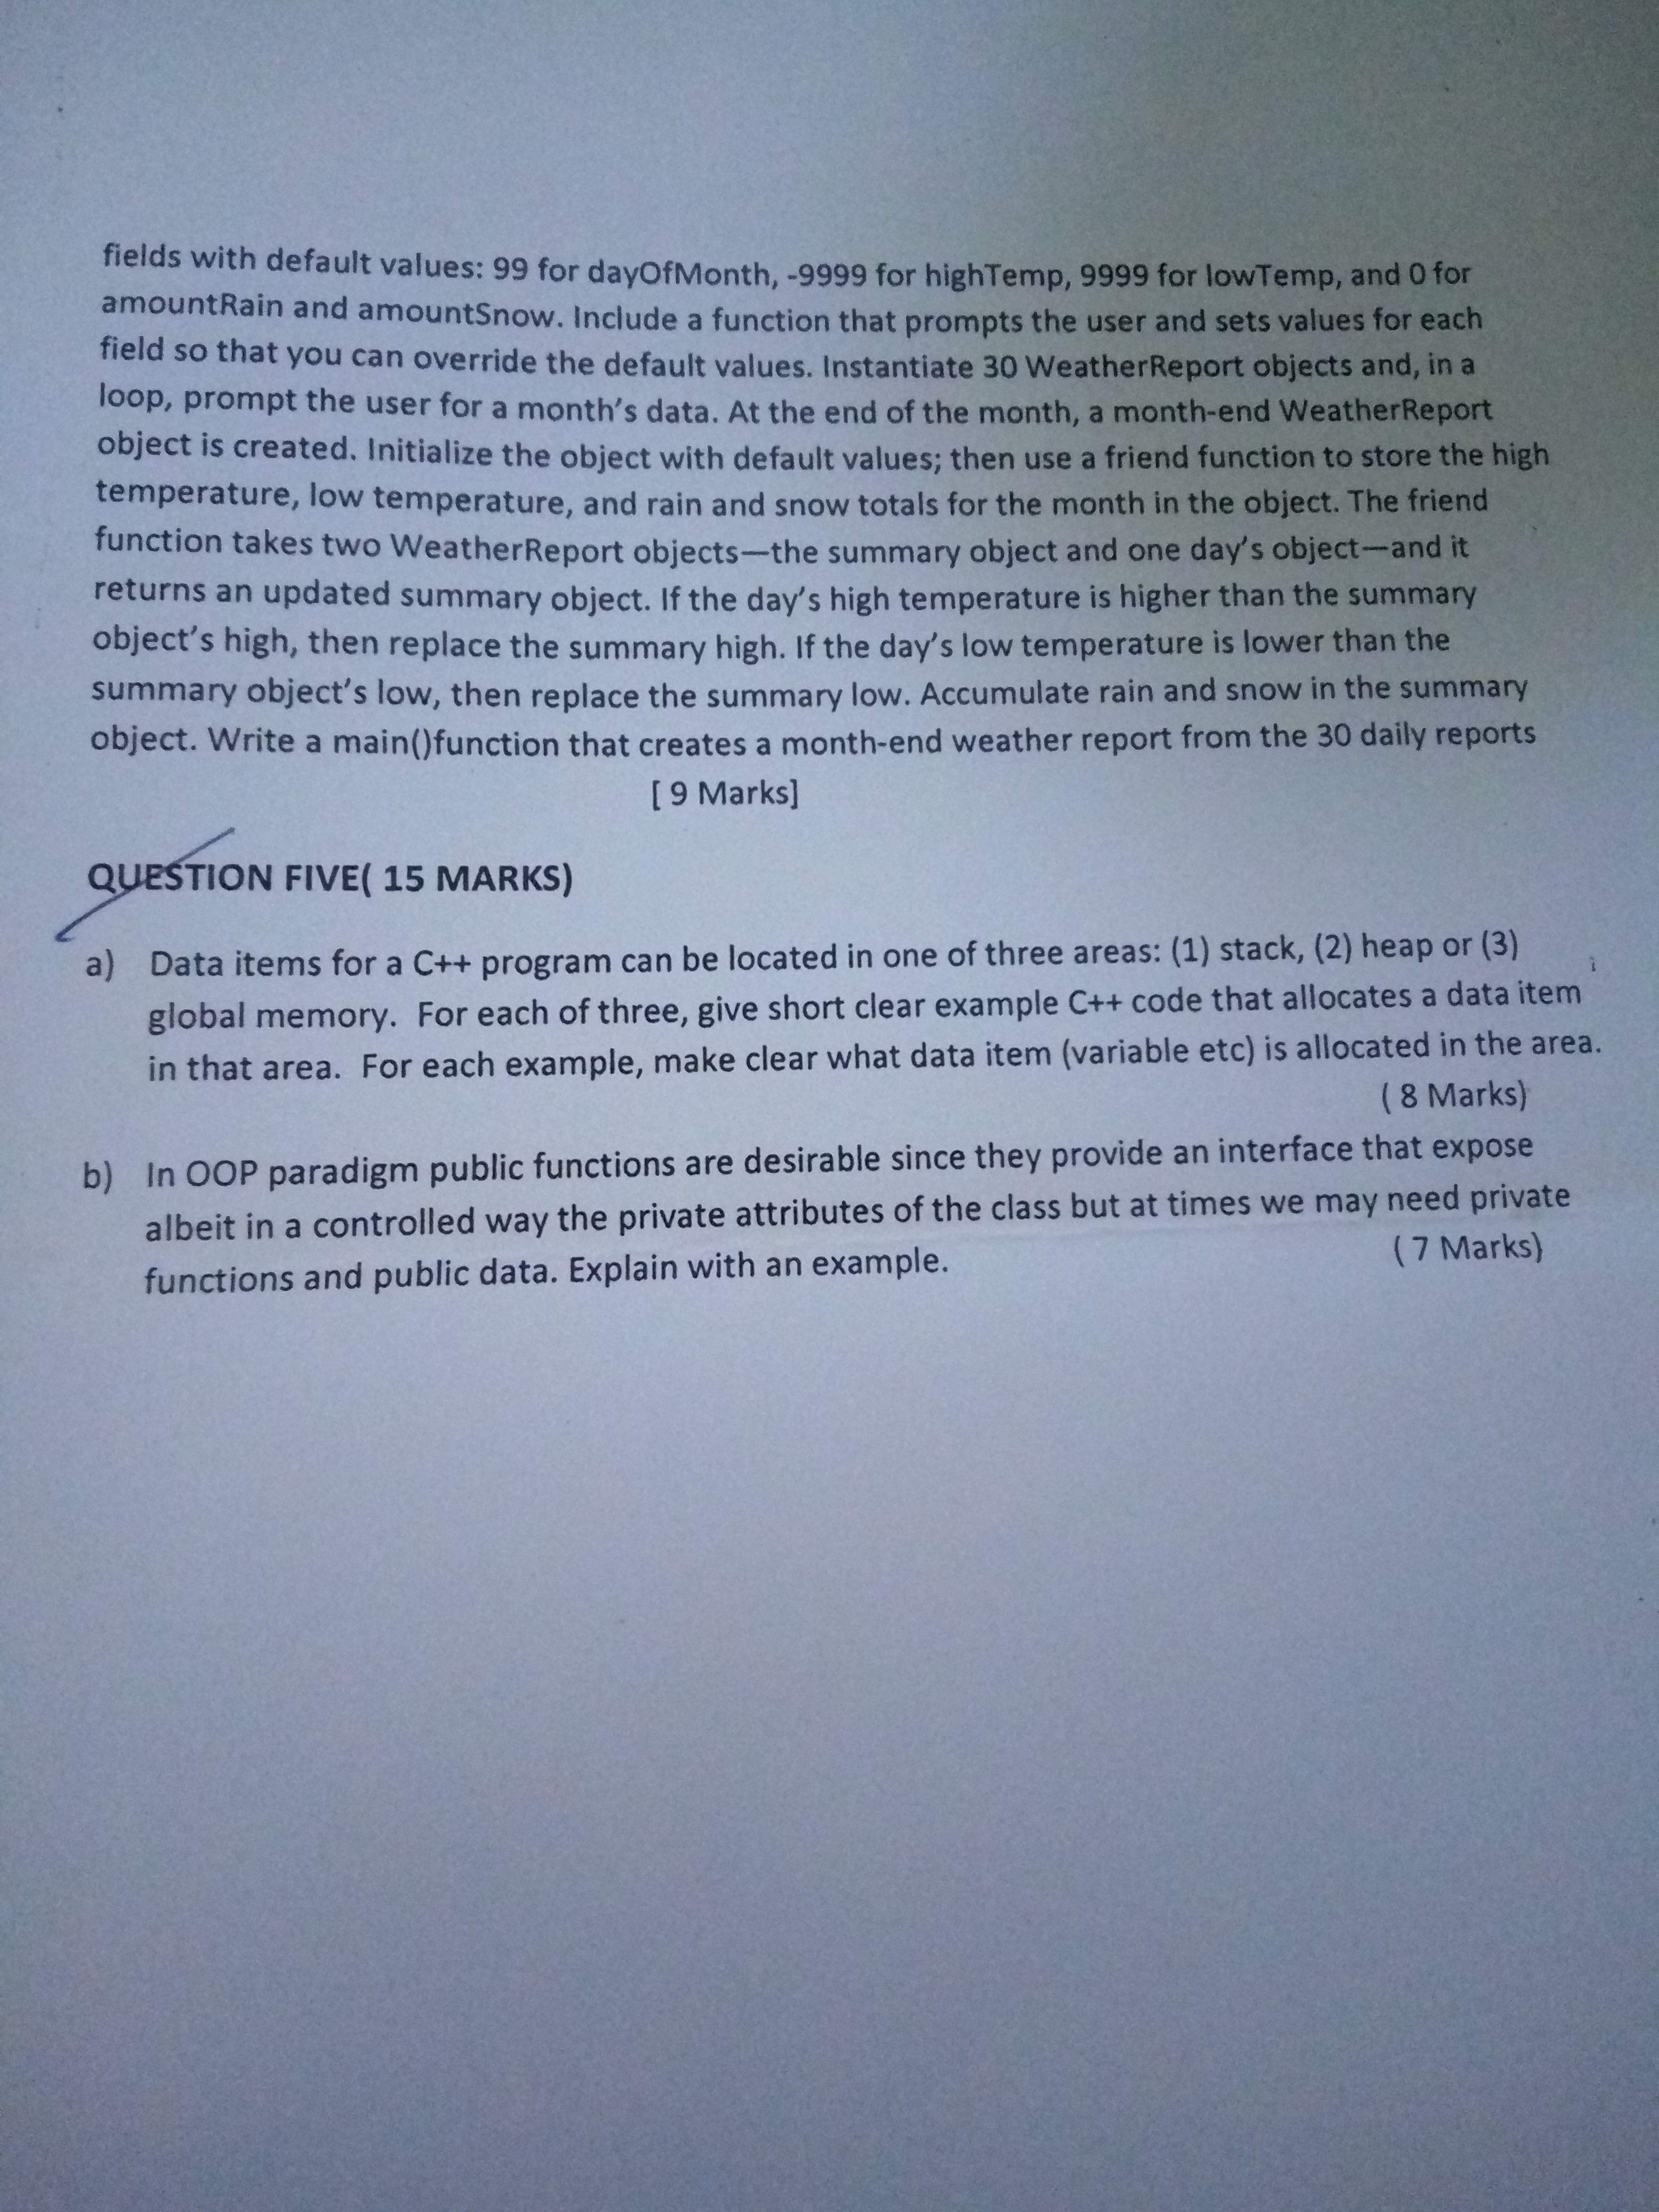 fields with default values: 99 for dayOfMonth, -9999 for highTemp, 9999 for lowTemp, and 0 for
amountRain and amountSnow. Include a function that prompts the user and sets values for each
field so that you can override the default values. Instantiate 30 WeatherReport objects and, in a
loop, prompt the user for a month's data. At the end of the month, a month-end WeatherReport
object is created. Initialize the object with default values; then use a friend function to store the high
temperature, low temperature, and rain and snow totals for the month in the object. The friend
function takes two WeatherReport objects—the summary object and one day's object—and it
returns an updated summary object. If the day's high temperature is higher than the summary
object's high, then replace the summary high. If the day's low temperature is lower than the
summary object's low, then replace the summary low. Accumulate rain and snow in the summary
object. Write a main()function that creates a month-end weather report from the 30 daily reports
[ 9 Marks]
QUESTION FIVE( 15 MARKS)
a) Data items for a C++ program can be located in one of three areas: (1) stack, (2) heap or (3)
global memory. For each of three, give short clear example C++ code that allocates a data item
in that area. For each example, make clear what data item (variable etc) is allocated in the area.
( 8 Marks)
b) In OOP paradigm public functions are desirable since they provide an interface that expose
albeit in a controlled way the private attributes of the class but at times we may need private
functions and public data. Explain with an example. ( 7 Marks)